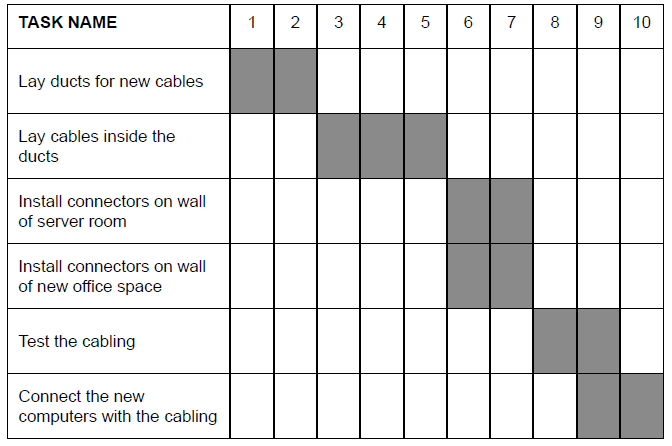 TASK NAME 1 2 3 4 5 6 7 8 9 10
Lay ducts for new cables
Lay cables inside the
ducts
Install connectors on wall
of server room
Install connectors on wall
of new office space
Test the cabling
Connect the new
computers with the cabling